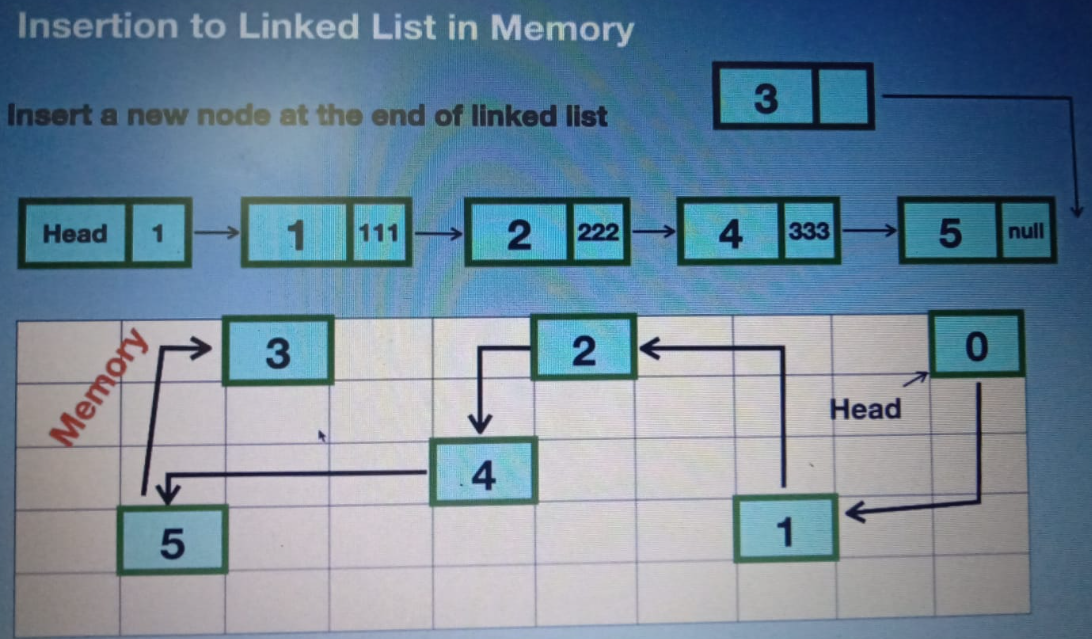 Insertion to Linked List in Memory
3
Insert a new node at the end of linked list
Head 1 1 111 2 222 4 333 5 null
Memory
3 2 0
Head
4
5 1